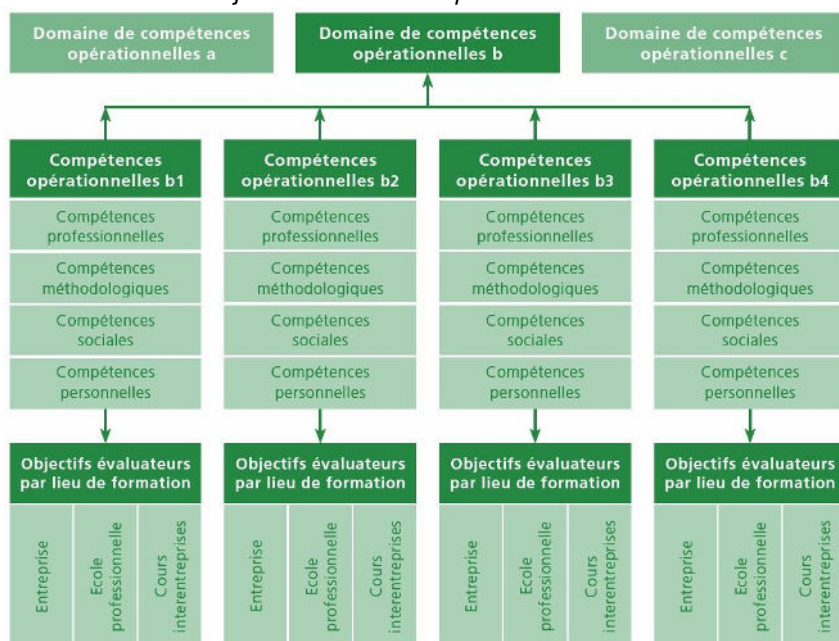 Domaine de compétences
opérationnelles a
Domaine de compétences
opérationnelles b
Domaine de compétences
opérationnelles c
Compétences
opérationnelles b1
Compétences
opérationnelles b2
Compétences
opérationnelles b3
Compétences
opérationnelles b4
Compétences
professionnelles
Compétences
professionnelles
Compétences
professionnelles
Compétences
professionnelles
Compétences
méthodologiques
Compétences
méthodologiques
Compétences
méthodologiques
Compétences
méthodologiques
Compétences
sociales
Compétences
sociales
Compétences
sociales
Compétences
sociales
Compétences
personnelles
Compétences
personnelles
Compétences
personnelles
Compétences
personnelles
Objectifs évaluateurs
par lieu de formation
Objectifs évaluateurs
par lieu de formation
Objectifs évaluateurs
par lieu de formation
Objectifs évaluateurs
par lieu de formation
Entreprise
Ecole
professionnelle
Cours
interentreprises
Entreprise
Ecole
professionnelle
Cours
interentreprises
Entreprise
Ecole
professionnelle
Cours
interentreprises
Entreprise
Ecole
professionnelle
Cours
interentreprises